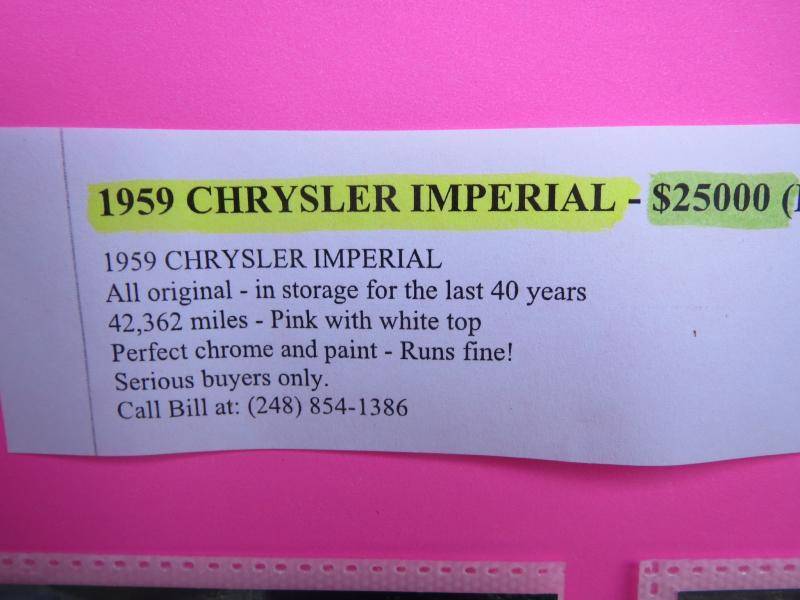 1959 CHRYSLER IMPERIAL - $25000 (
1959 CHRYSLER IMPERIAL
All original - in storage for the last 40 years
42,362 miles - Pink with white top
Perfect chrome and paint - Runs fine!
Serious buyers only.
Call Bill at: (248) 854-1386